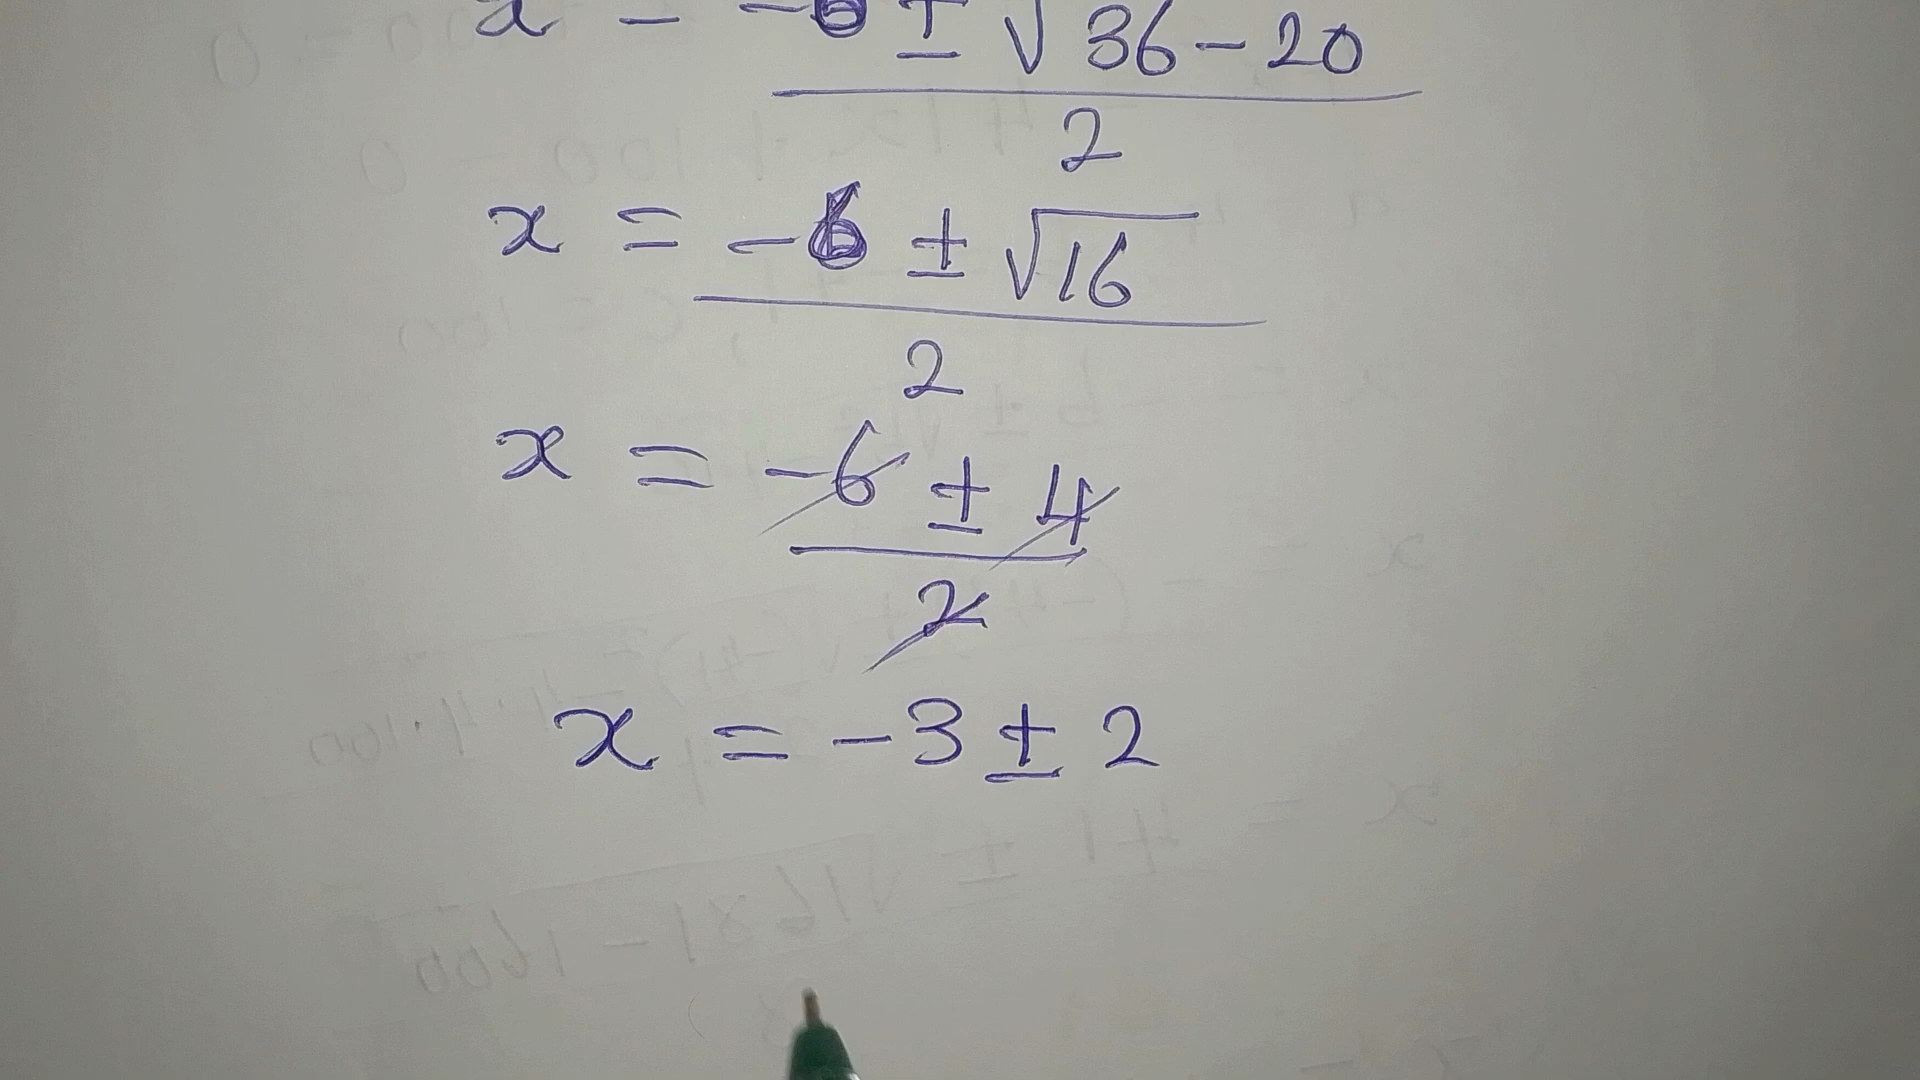 x = -6 ± √36-20
2
x = -6 ± √16
2
x = -6 ± 4
2
x = -3 ± 2